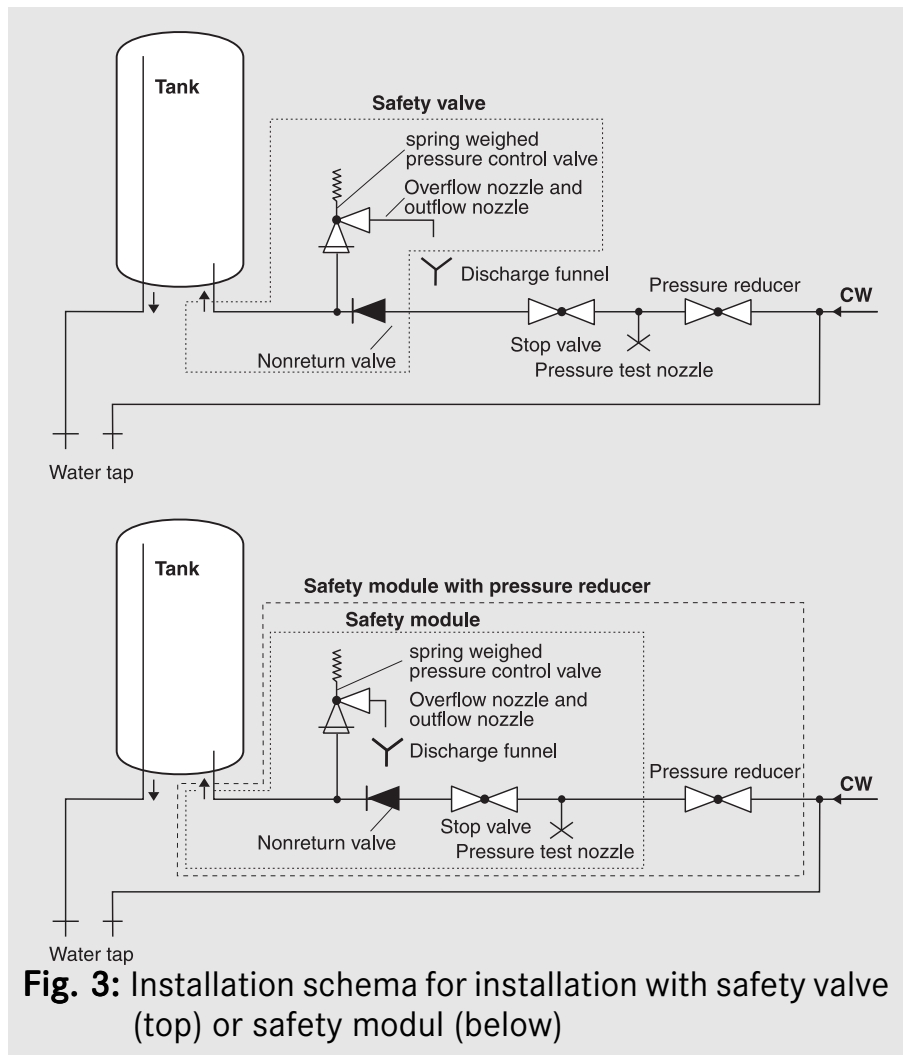 Tank
Safety valve
spring weighed
pressure control valve
Overflow nozzle and
outflow nozzle
Discharge funnel
Pressure reducer
CW
Nonreturn valve
Stop valve
Pressure test nozzle
Water tap
Tank
Safety module with pressure reducer
Safety module
spring weighed
pressure control valve
Overflow nozzle and
outflow nozzle
Discharge funnel
Pressure reducer
CW
Nonreturn valve
Stop valve
Pressure test nozzle
Water tap
Fig. 3: Installation schema for installation with safety valve
(top) or safety modul (below)